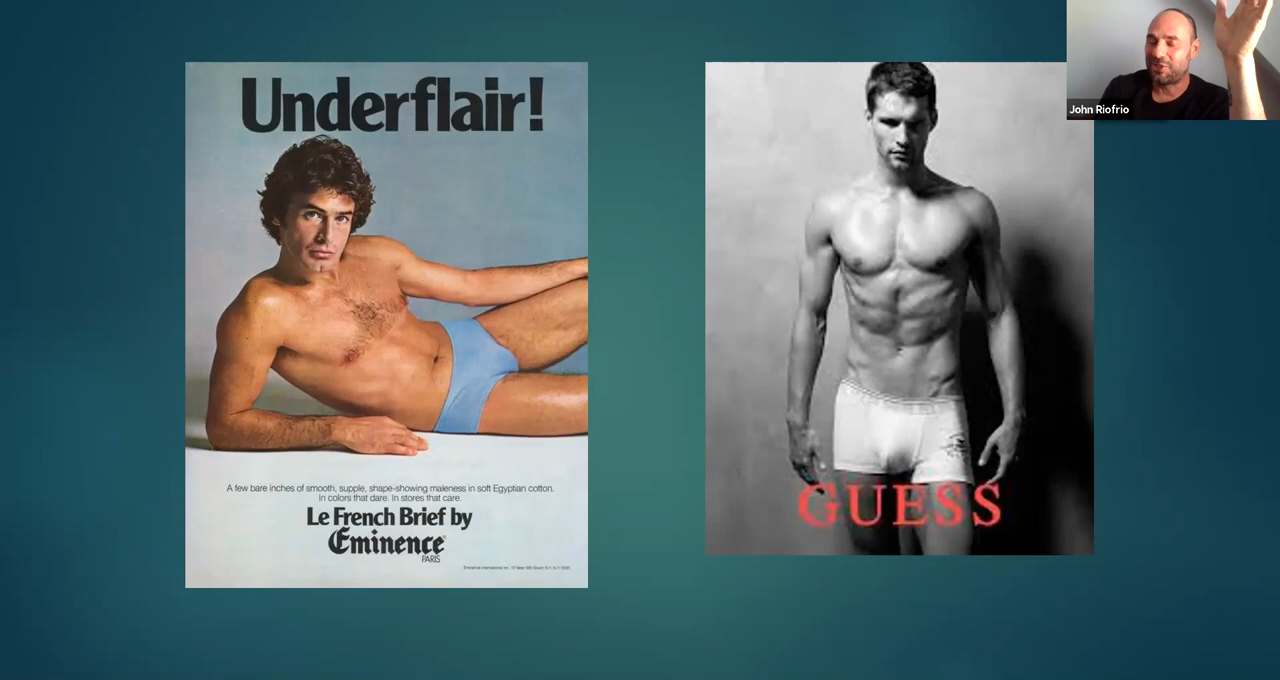 John Riofrio
Underflair!
A few bare inches of smooth, supple, shape-showing maleness in soft Egyptian cotton.
In colors that dare. In stores that care.
Le French Brief by
Eminence
PARIS
GUESS